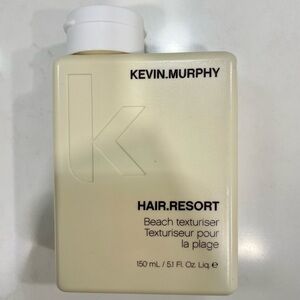 KEVIN.MURPHY
k
HAIR.RESORT
Beach texturiser
Texturiseur pour
la plage
150 mL / 5.1 Fl. Oz. Liq. e